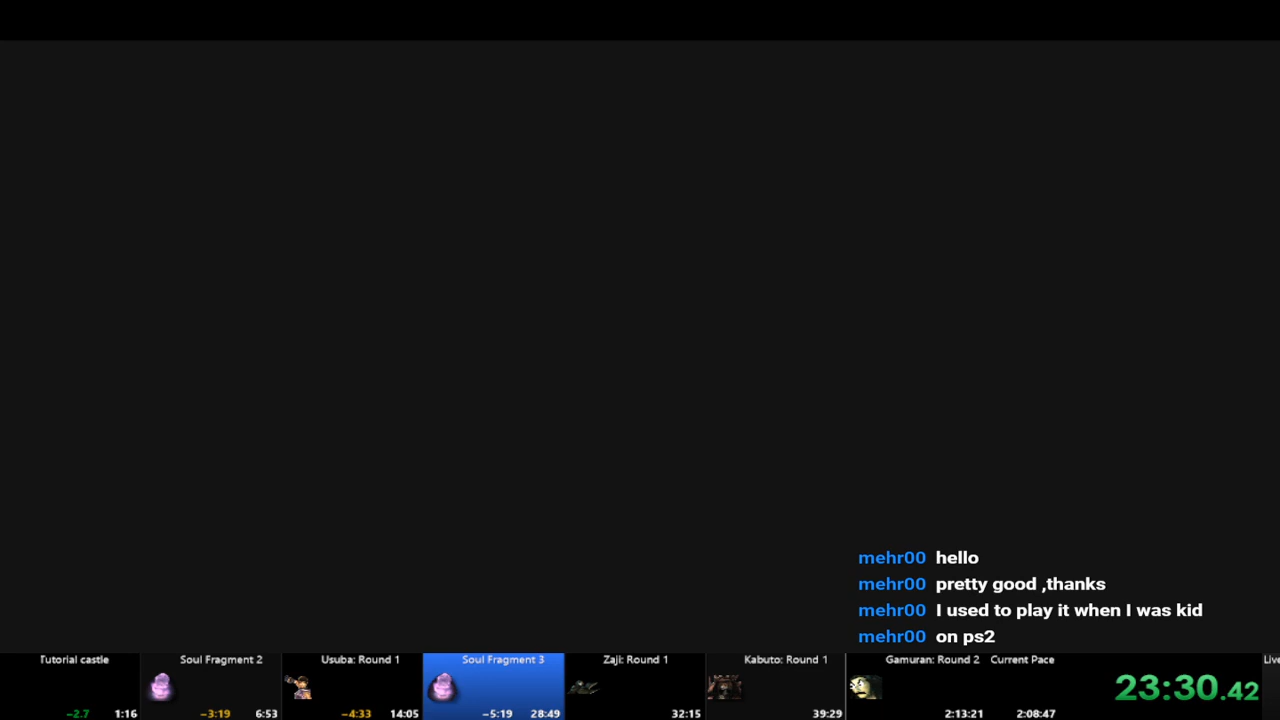 mehr00 hello
mehr00 pretty good ,thanks
mehr00 I used to play it when I was kid
mehr00 on ps2
Tutorial castle Soul Fragment 2 Usuba: Round 1 Soul Fragment 3 Zaji: Round 1 Kabuto: Round 1 Gamuran: Round 2 Current Pace Live
23:30.42
-2.7 1:16 -3:19 6:53 -4:33 14:05 -5:19 28:49 32:15 39:29 2:13:21 2:08:47